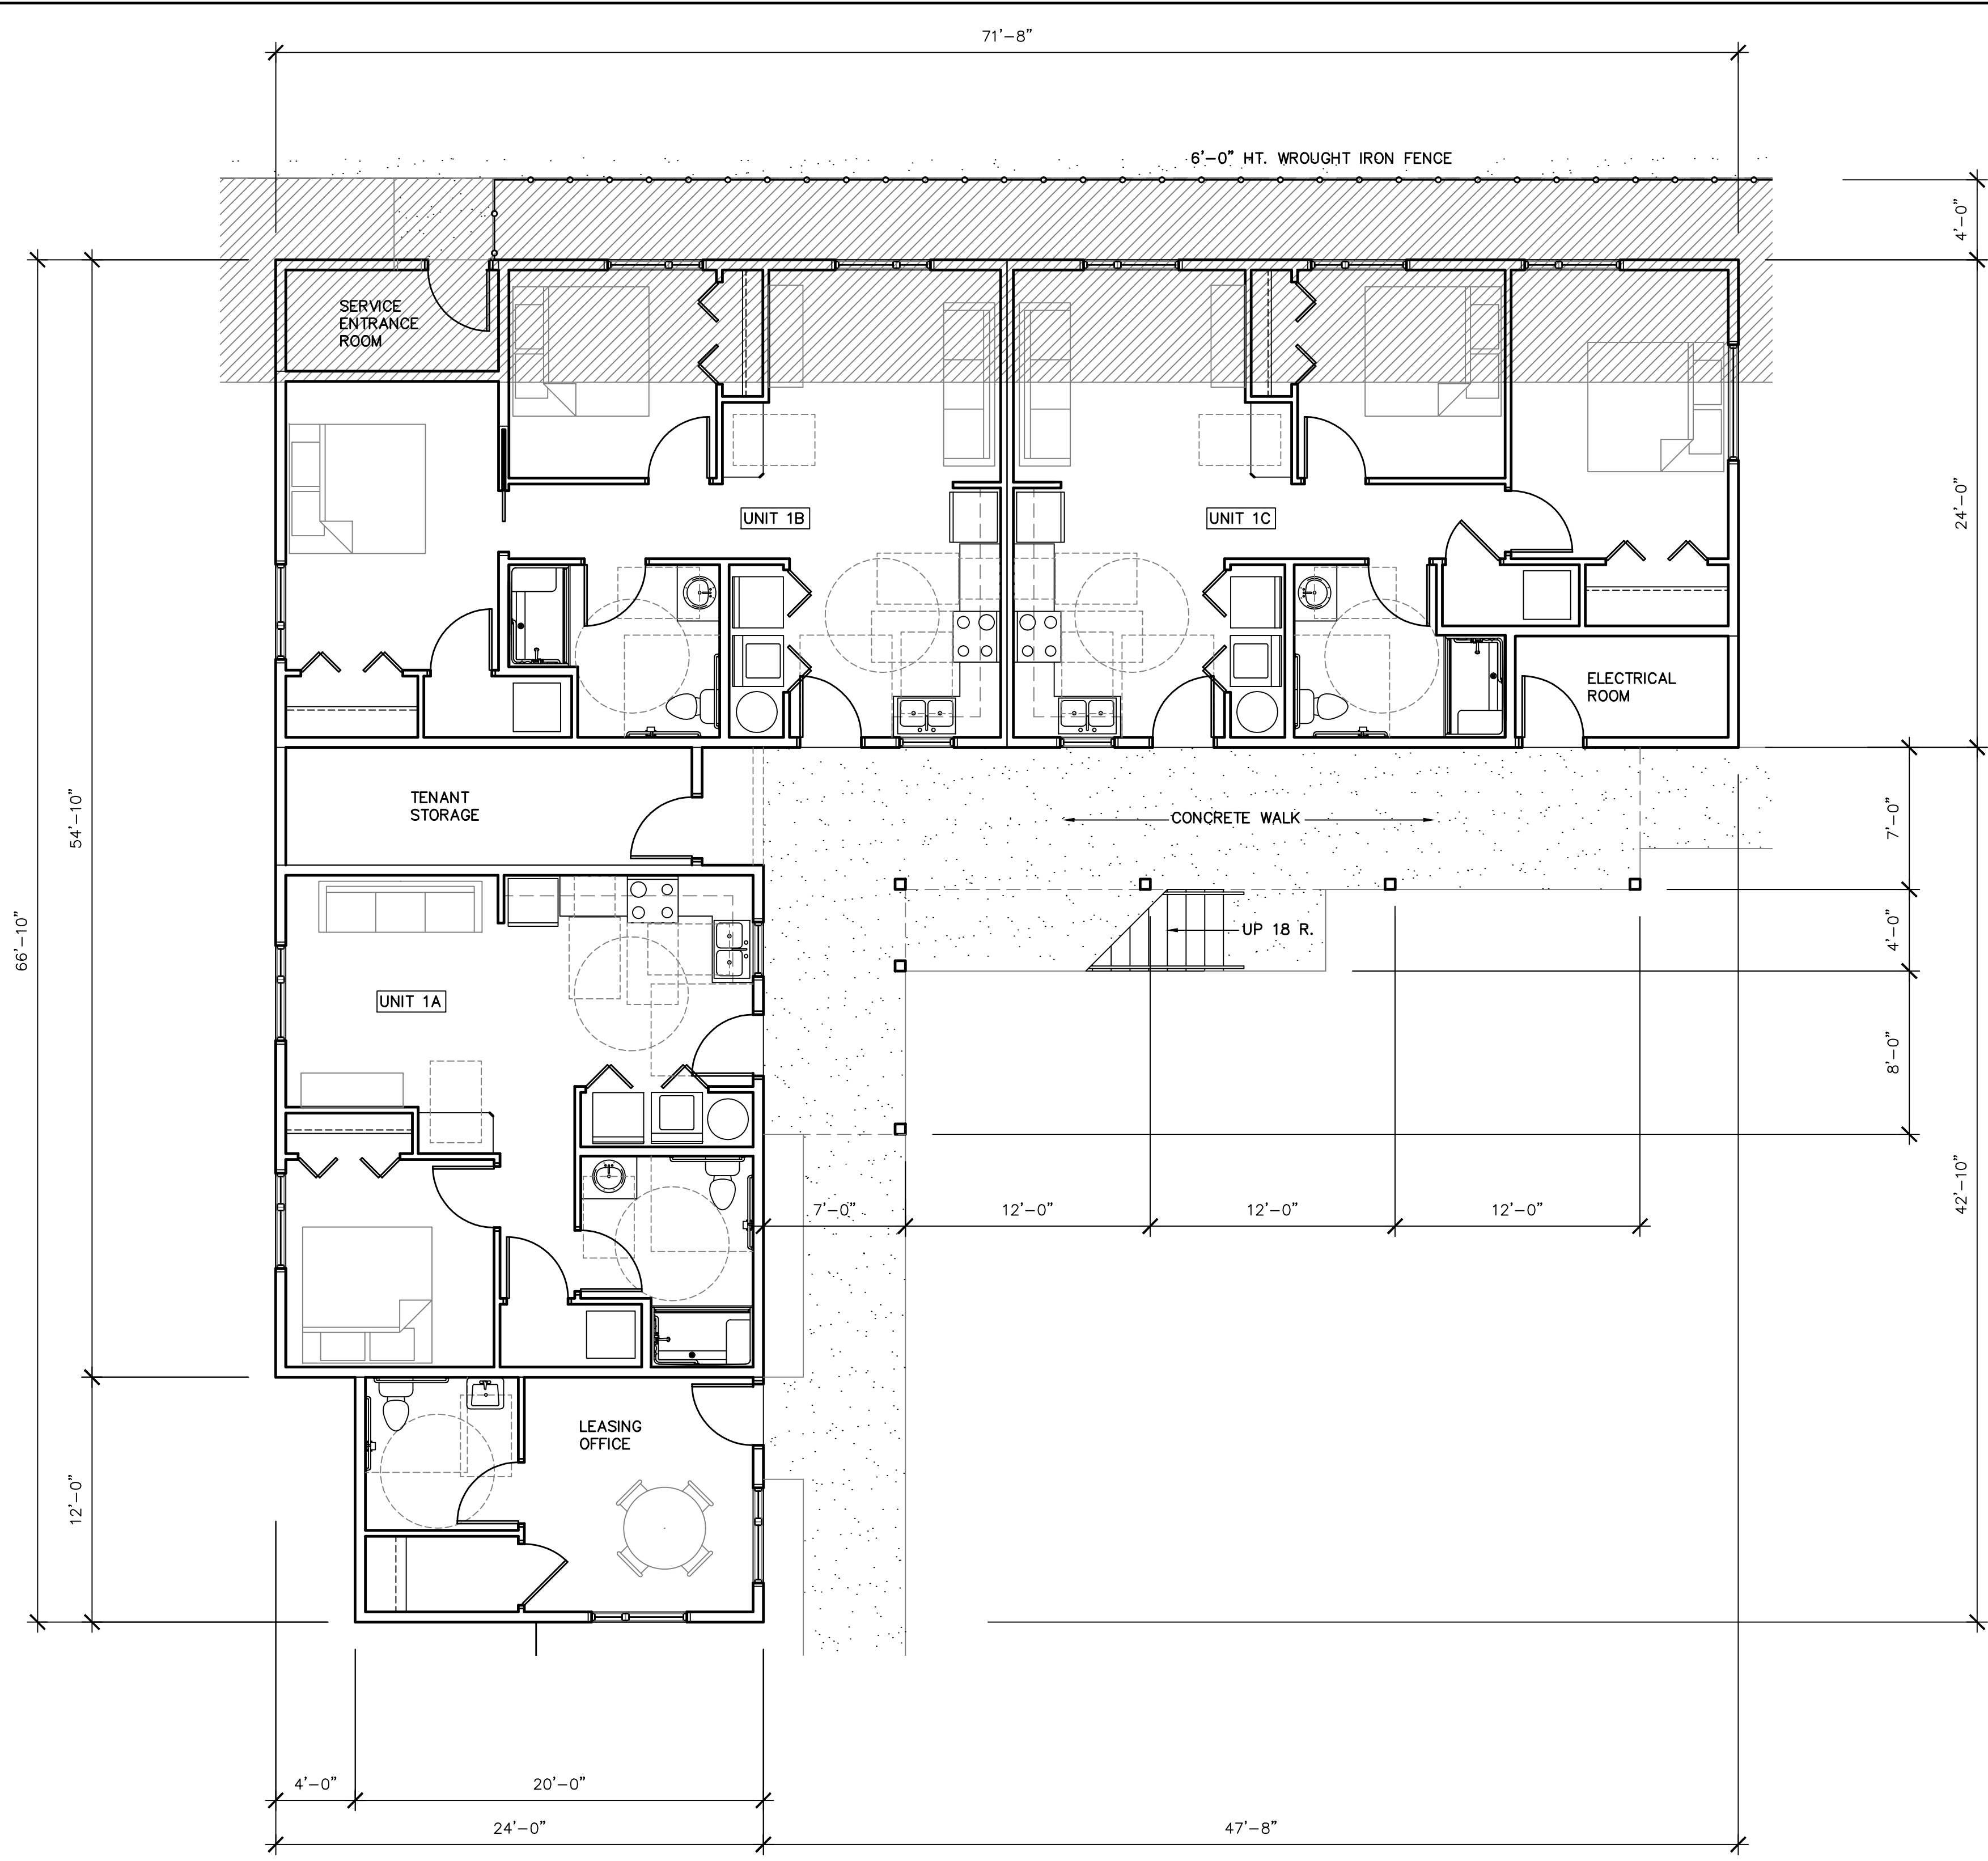 71'-8"
6'-0" HT. WROUGHT IRON FENCE
4'-0"
SERVICE
ENTRANCE
ROOM
UNIT 1B
UNIT 1C
24'-0"
ELECTRICAL
ROOM
TENANT
STORAGE
CONCRETE WALK
7'-0"
54'-10"
66'-10"
UP 18 R.
4'-0"
UNIT 1A
8'-0"
7'-0"
12'-0"
12'-0"
12'-0"
42'-10"
LEASING
OFFICE
12'-0"
4'-0"
20'-0"
24'-0"
47'-8"